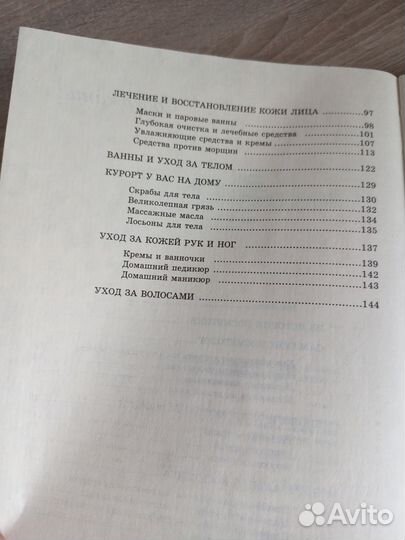 ЛЕЧЕНИЕ И ВОССТАНОВЛЕНИЕ КОЖИ ЛИЦА ............ 97
Маски и паровые ванны ............ 98
Глубокая очистка и лечебные средства ............ 101
Увлажняющие средства и кремы ............ 107
Средства против морщин ............ 113
ВАННЫ И УХОД ЗА ТЕЛОМ ............ 122
КУРОРТ У ВАС НА ДОМУ ............ 129
Скрабы для тела ............ 130
Великолепная грязь ............ 132
Массажные масла ............ 134
Лосьоны для тела ............ 135
УХОД ЗА КОЖЕЙ РУК И НОГ ............ 137
Кремы и ванночки ............ 139
Домашний педикюр ............ 142
Домашний маникюр ............ 143
УХОД ЗА ВОЛОСАМИ ............ 144
Avito